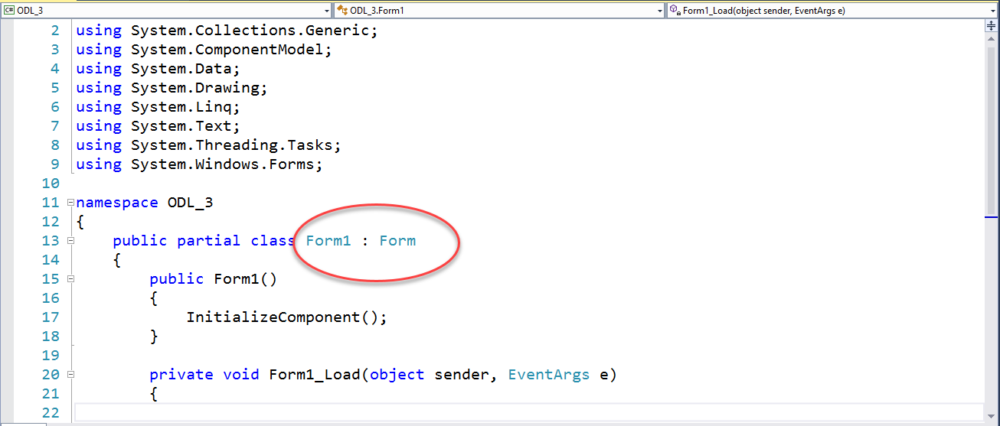 C# ODL_3 ODL_3.Form1 Form1_Load(object sender, EventArgs e)
2 using System.Collections.Generic;
3 using System.ComponentModel;
4 using System.Data;
5 using System.Drawing;
6 using System.Linq;
7 using System.Text;
8 using System.Threading.Tasks;
9 using System.Windows.Forms;
10
11 namespace ODL_3
12 {
13 public partial class Form1 : Form
14 {
15 public Form1()
16 {
17 InitializeComponent();
18 }
19
20 private void Form1_Load(object sender, EventArgs e)
21 {
22